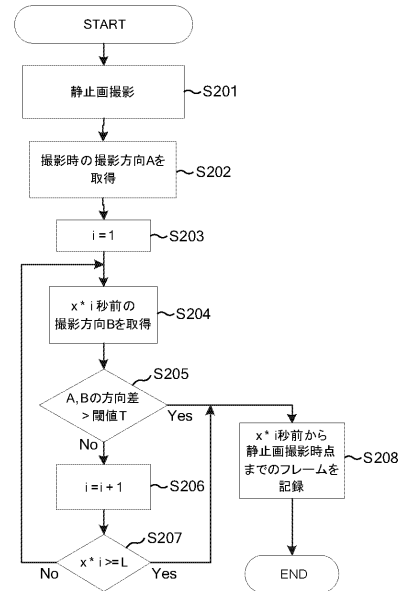 START
静止画撮影
S201
撮影時の撮影方向Aを
取得
S202
i = 1
S203
x * i 秒前の
撮影方向Bを取得
S204
S205
A,Bの方向差
> 閾値T
Yes
No
i = i + 1
S206
S207
x * i >= L
No
Yes
x * i秒前から
静止画撮影時点
までのフレームを
記録
S208
END